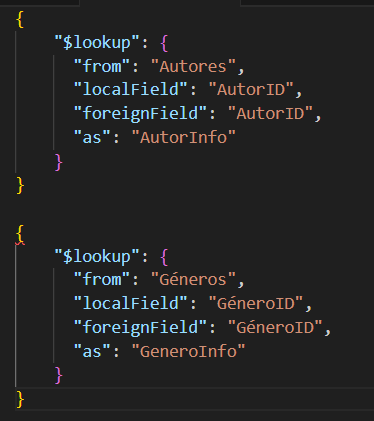 {
"$lookup": {
"from": "Autores",
"localField": "AutorID",
"foreignField": "AutorID",
"as": "AutorInfo"
}
}
{
"$lookup": {
"from": "Géneros",
"localField": "GéneroID",
"foreignField": "GéneroID",
"as": "GeneroInfo"
}
}